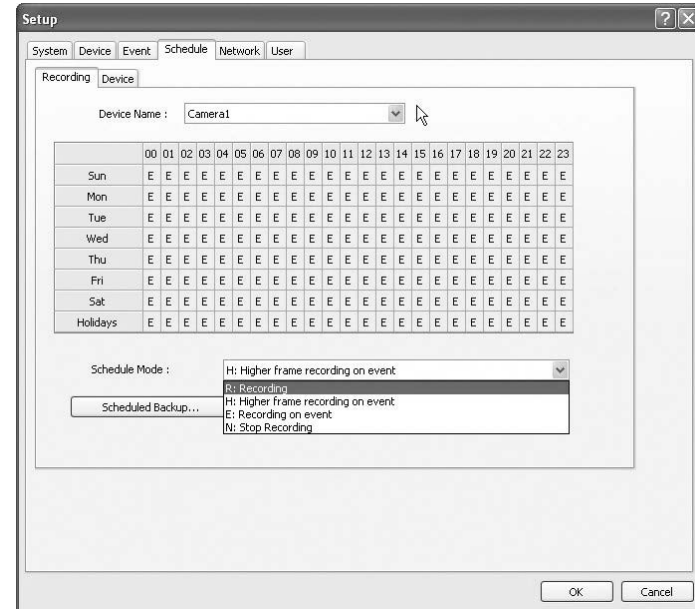 Setup
System Device Event Schedule Network User
Recording Device
Device Name : Camera1
00 01 02 03 04 05 06 07 08 09 10 11 12 13 14 15 16 17 18 19 20 21 22 23
Sun E E E E E E E E E E E E E E E E E E E E E E E E
Mon E E E E E E E E E E E E E E E E E E E E E E E E
Tue E E E E E E E E E E E E E E E E E E E E E E E E
Wed E E E E E E E E E E E E E E E E E E E E E E E E
Thu E E E E E E E E E E E E E E E E E E E E E E E E
Fri E E E E E E E E E E E E E E E E E E E E E E E E
Sat E E E E E E E E E E E E E E E E E E E E E E E E
Holidays E E E E E E E E E E E E E E E E E E E E E E E E
Schedule Mode : H: Higher frame recording on event
R: Recording
H: Higher frame recording on event
Scheduled Backup... E: Recording on event
N: Stop Recording
OK Cancel